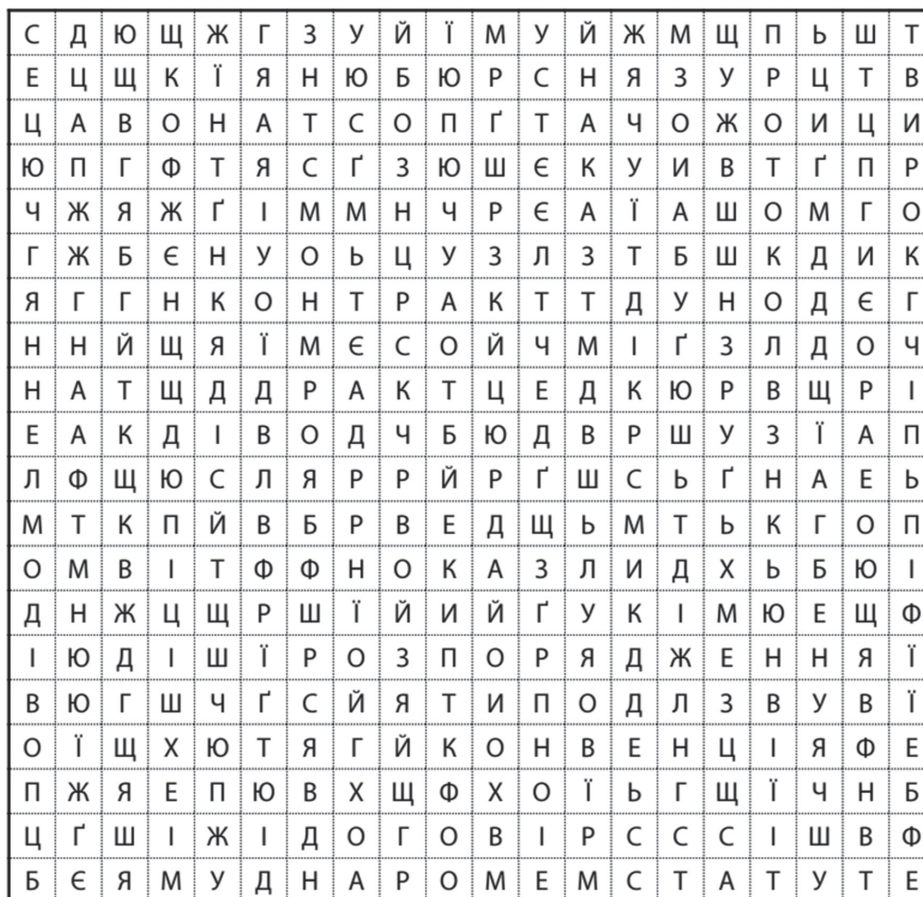 С Д Ю Щ Ж Г З У Й Ї М У Й Ж М Щ П Ь Ш Т
Е Ц Щ К Ї Я Н Ю Б Ю Р С Н Я З У Р Ц Т В
Ц А В О Н А Т С О П Ґ Т А Ч О Ж О И Ц И
Ю П Г Ф Т Я С Ґ З Ю Ш Є К У И В Т Ґ П Р
Ч Ж Я Ж Ґ І М М Н Ч Р Є А Ї А Ш О М Г О
Г Ж Б Є Н У О Ь Ц У З Л З Т Б Ш К Д И К
Я Г Г Н К О Н Т Р А К Т Т Д У Н О Д Є Г
Н Н Й Щ Я Ї М Є С О Й Ч М І Ґ З Л Д О Ч
Н А Т Щ Д Д Р А К Т Ц Е Д К Ю Р В Щ Р І
Е А К Д І В О Д Ч Б Ю Д В Р Ш У З Ї А П
Л Ф Щ Ю С Л Я Р Р Й Р Ґ Ш С Ь Ґ Н А Е Ь
М Т К П Й В Б Р В Е Д Щ Ь М Т Ь К Г О П
О М В І Т Ф Ф Н О К А З Л И Д Х Ь Б Ю І
Д Н Ж Ц Щ Р Ш Ї Й И Й Ґ У К І М Ю Е Щ Ф
І Ю Д І Ш Ї Р О З П О Р Я Д Ж Е Н Н Я Ї
В Ю Г Ш Ч Ґ С Й Я Т И П О Д Л З В У В Ї
О Ї Щ Х Ю Т Я Г Й К О Н В Е Н Ц І Я Ф Е
П Ж Я Е П Ю В Х Щ Ф Х О Ї Ь Г Щ Ї Ч Н Б
Ц Ґ Ш І Ж І Д О Г О В І Р С С С І Ш В Ф
Б Є Я М У Д Н А Р О М Е М С Т А Т У Т Е